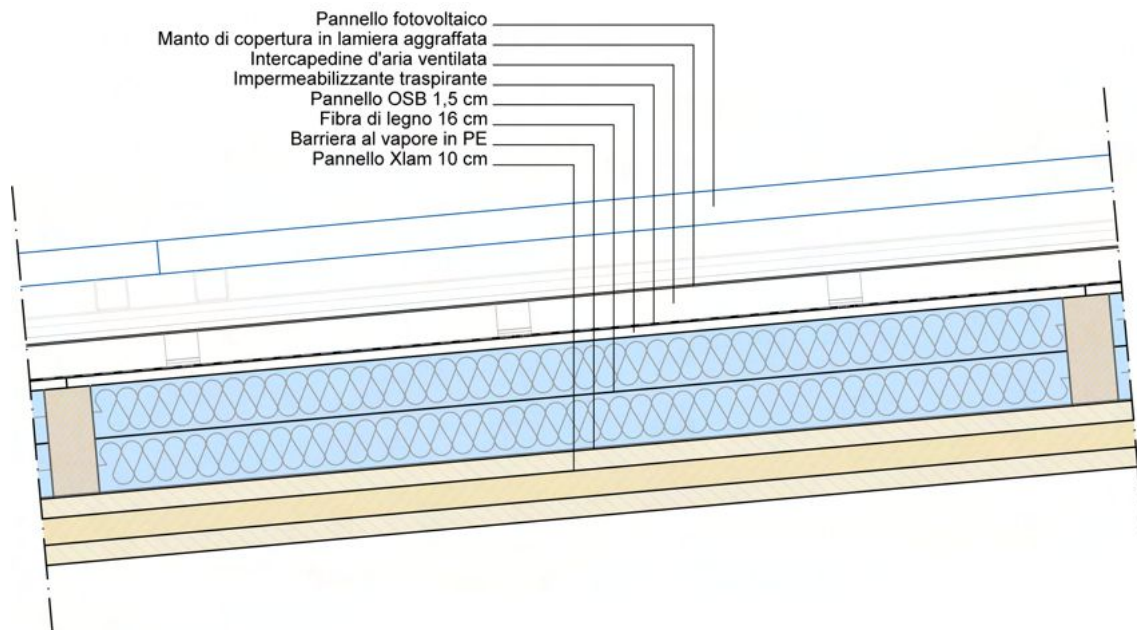 Pannello fotovoltaico
Manto di copertura in lamiera aggraffata
Intercapedine d'aria ventilata
Impermeabilizzante traspirante
Pannello OSB 1,5 cm
Fibra di legno 16 cm
Barriera al vapore in PE
Pannello Xlam 10 cm